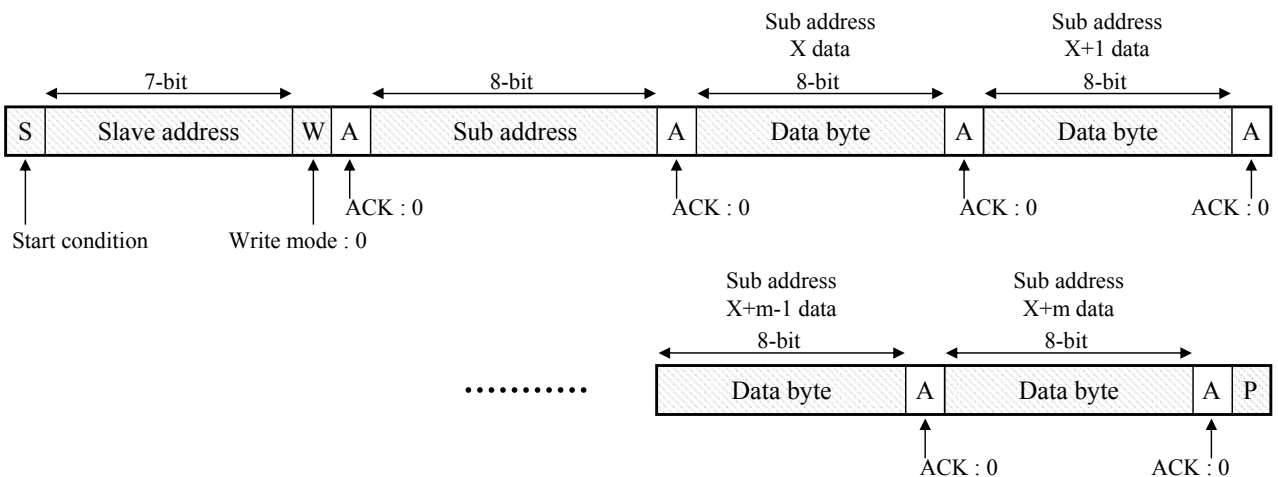 Sub address Sub address
X data X+1 data
7-bit 8-bit 8-bit 8-bit
S Slave address W A Sub address A Data byte A Data byte A
ACK : 0 ACK : 0 ACK : 0 ACK : 0
Start condition Write mode : 0
Sub address Sub address
X+m-1 data X+m data
8-bit 8-bit
........... Data byte A Data byte A P
ACK : 0 ACK : 0